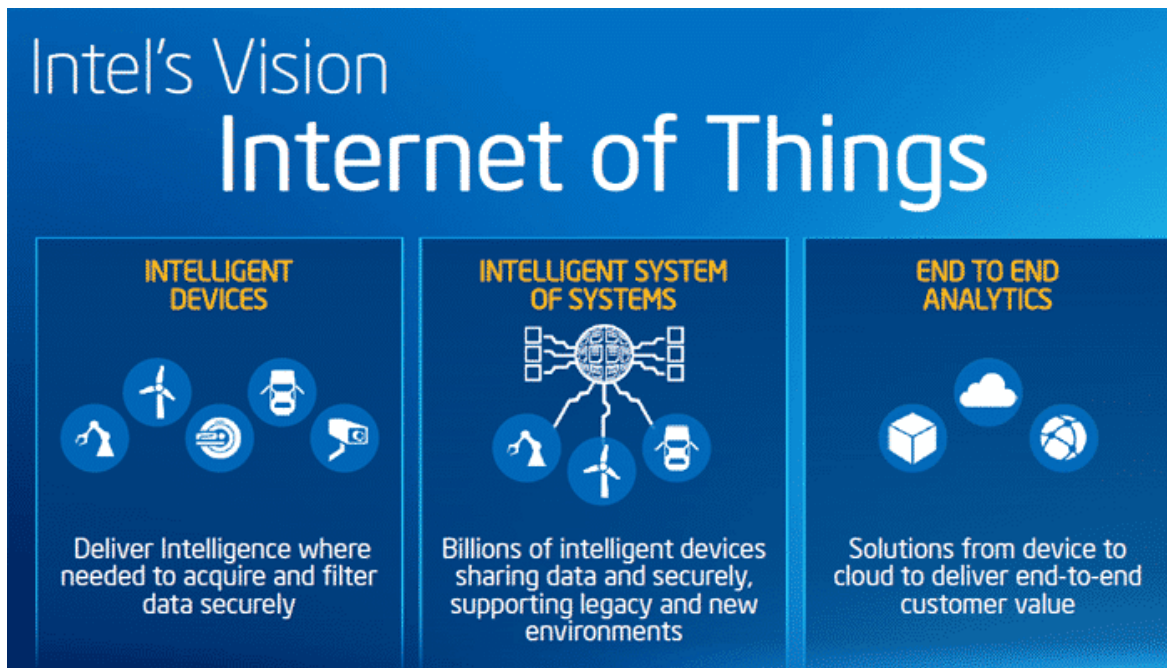 Intel's Vision
Internet of Things
INTELLIGENT
DEVICES
Deliver Intelligence where
needed to acquire and filter
data securely
INTELLIGENT SYSTEM
OF SYSTEMS
Billions of intelligent devices
sharing data and securely,
supporting legacy and new
environments
END TO END
ANALYTICS
Solutions from device to
cloud to deliver end-to-end
customer value